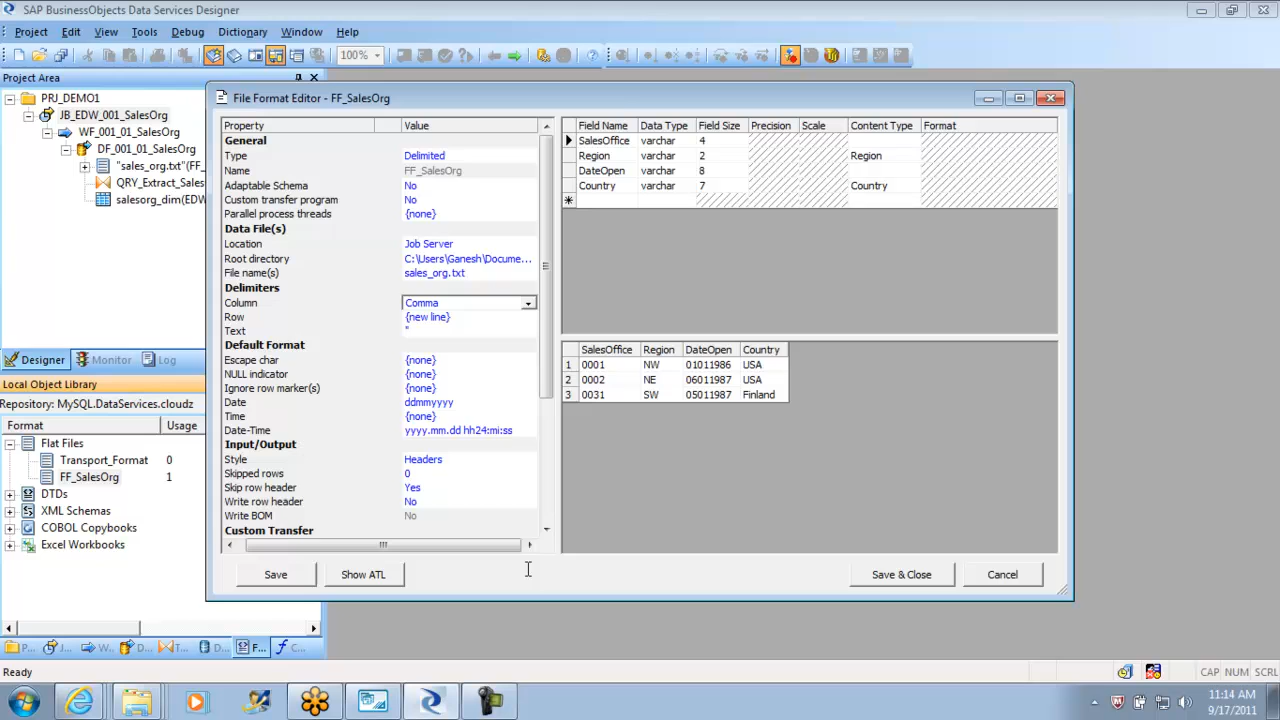 SAP BusinessObjects Data Services Designer
Project Edit View Tools Debug Dictionary Window Help
100%
Project Area
PRJ_DEMO1
JB_EDW_001_SalesOrg
WF_001_01_SalesOrg
DF_001_01_SalesOrg
"sales_org.txt"(FF_
QRY_Extract_Sales
salesorg_dim(EDW
Designer Monitor Log
Local Object Library
Repository: MySQL.DataServices.cloudz
Format Usage
Flat Files
Transport_Format 0
FF_SalesOrg 1
DTDs
XML Schemas
COBOL Copybooks
Excel Workbooks
P... J... W... D... T... D... F... C...
File Format Editor - FF_SalesOrg
Property Value
General
Type Delimited
Name FF_SalesOrg
Adaptable Schema No
Custom transfer program No
Parallel process threads {none}
Data File(s)
Location Job Server
Root directory C:\Users\Ganesh\Docume...
File name(s) sales_org.txt
Delimiters
Column Comma
Row {new line}
Text "
Default Format
Escape char {none}
NULL indicator {none}
Ignore row marker(s) {none}
Date ddmmyyyy
Time {none}
Date-Time yyyy.mm.dd hh24:mi:ss
Input/Output
Style Headers
Skipped rows 0
Skip row header Yes
Write row header No
Write BOM No
Custom Transfer
Field Name Data Type Field Size Precision Scale Content Type Format
SalesOffice varchar 4
Region varchar 2 Region
DateOpen varchar 8
Country varchar 7 Country
SalesOffice Region DateOpen Country
1 0001 NW 01011986 USA
2 0002 NE 06011987 USA
3 0031 SW 05011987 Finland
Save Show ATL Save & Close Cancel
Ready CAP NUM SCRL
11:14 AM
9/17/2011